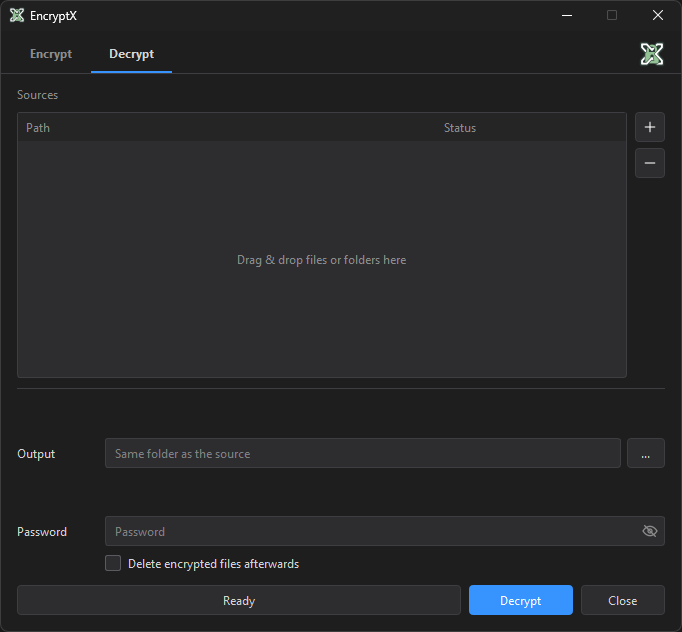 EncryptX
Encrypt
Decrypt
Sources
Path
Status
+
−
Drag & drop files or folders here
Output
Same folder as the source
...
Password
Password
Delete encrypted files afterwards
Ready
Decrypt
Close